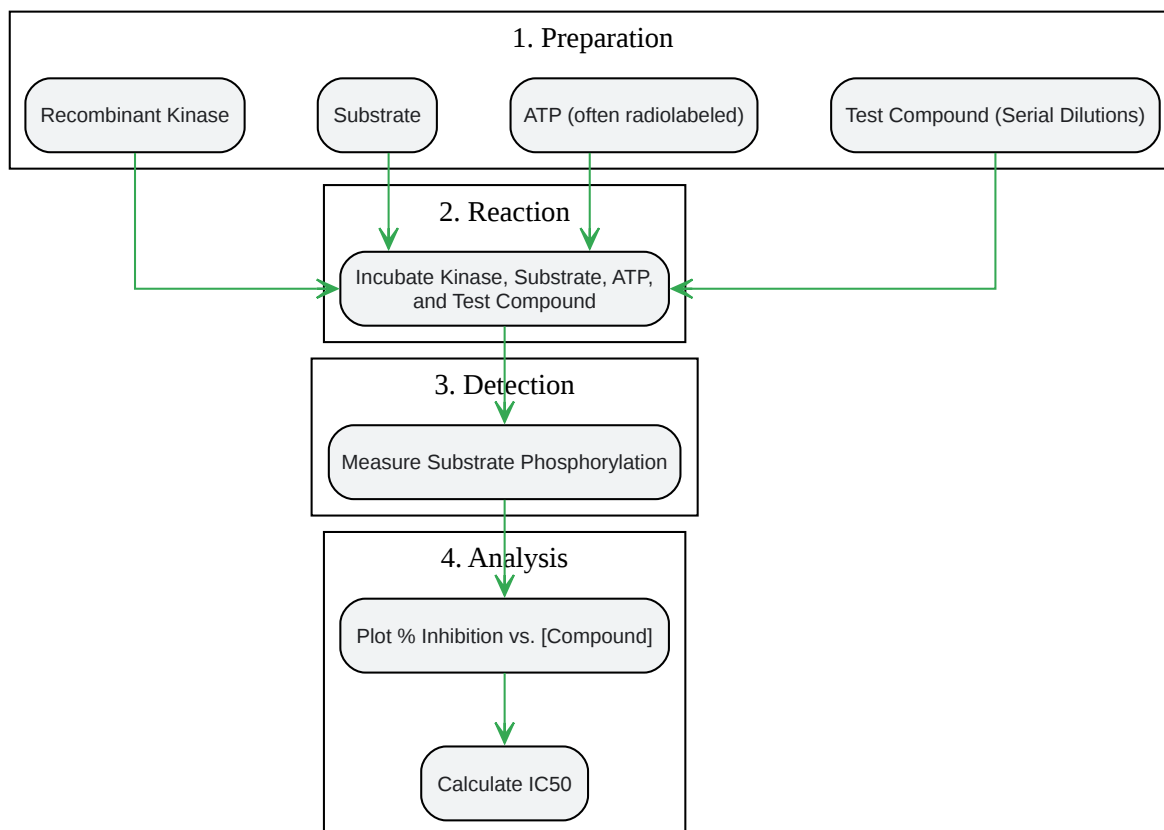 1. Preparation
Recombinant Kinase
Substrate
ATP (often radiolabeled)
Test Compound (Serial Dilutions)
2. Reaction
Incubate Kinase, Substrate, ATP,
and Test Compound
3. Detection
Measure Substrate Phosphorylation
4. Analysis
Plot % Inhibition vs. [Compound]
Calculate IC50